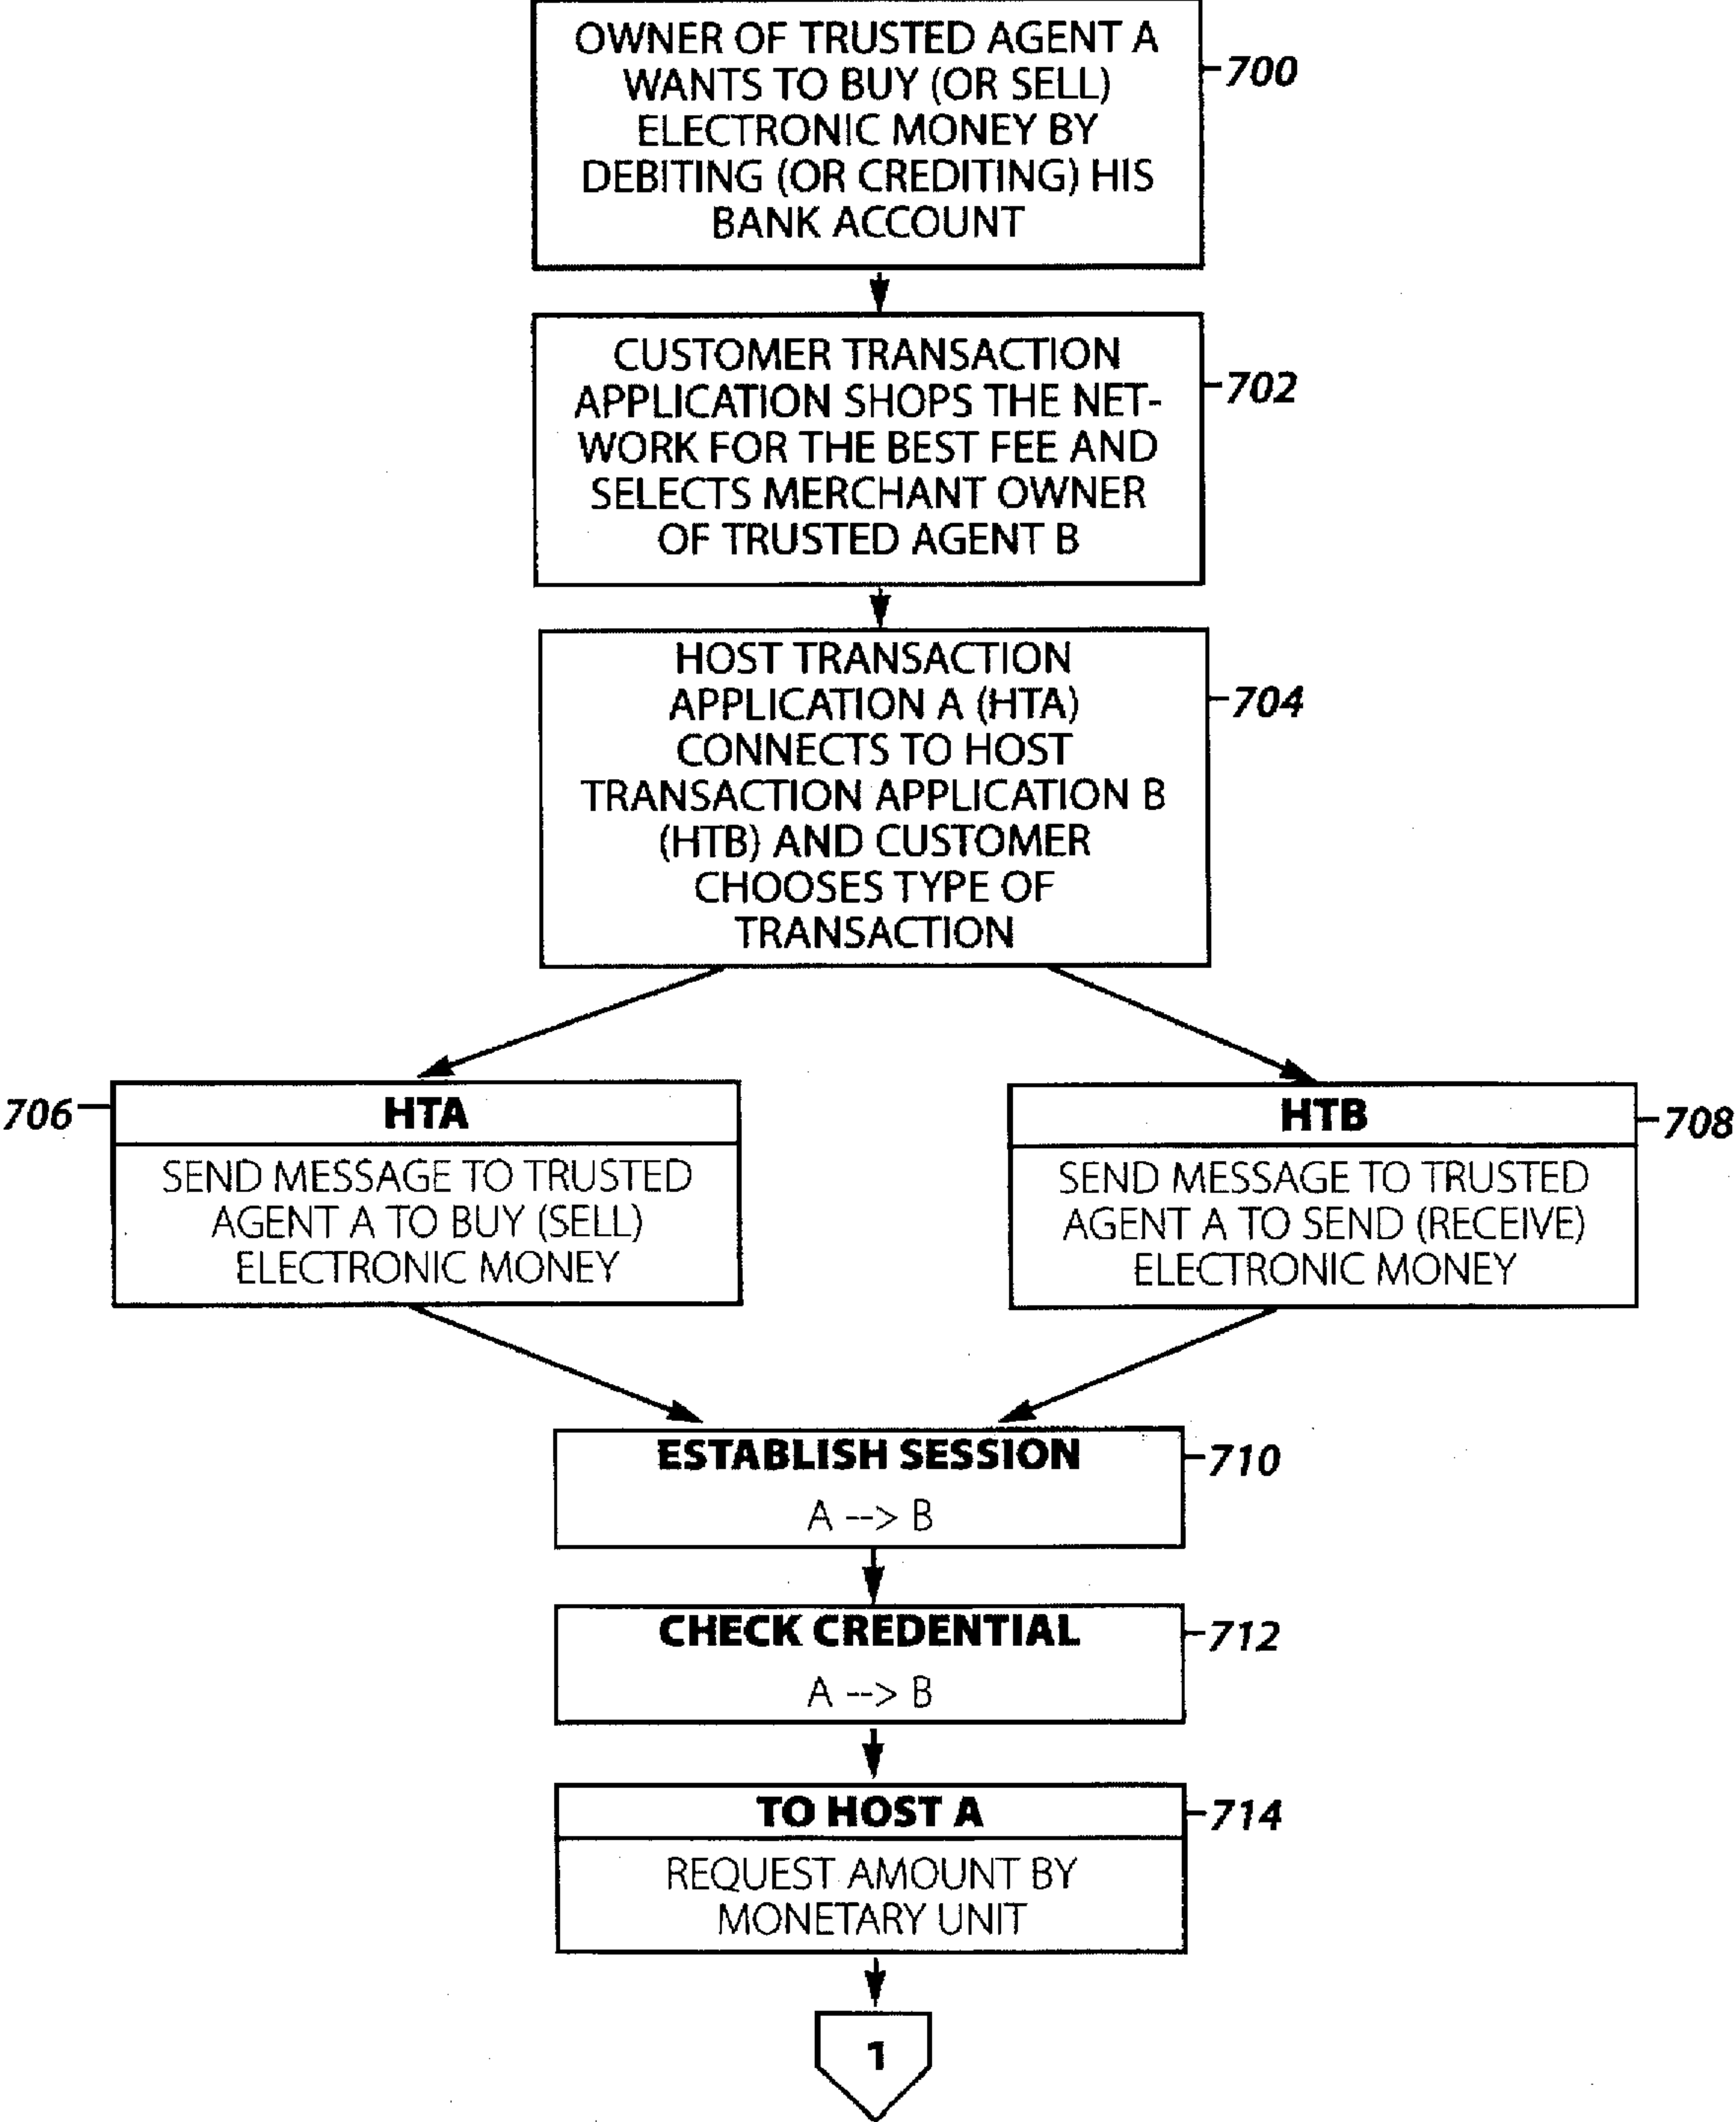 OWNER OF TRUSTED AGENT A
WANTS TO BUY (OR SELL)
ELECTRONIC MONEY BY
DEBITING (OR CREDITING) HIS
BANK ACCOUNT
700
CUSTOMER TRANSACTION
APPLICATION SHOPS THE NET-
WORK FOR THE BEST FEE AND
SELECTS MERCHANT OWNER
OF TRUSTED AGENT B
702
HOST TRANSACTION
APPLICATION A (HTA)
CONNECTS TO HOST
TRANSACTION APPLICATION B
(HTB) AND CUSTOMER
CHOOSES TYPE OF
TRANSACTION
704
706
HTA
SEND MESSAGE TO TRUSTED
AGENT A TO BUY (SELL)
ELECTRONIC MONEY
HTB
708
SEND MESSAGE TO TRUSTED
AGENT A TO SEND (RECEIVE)
ELECTRONIC MONEY
ESTABLISH SESSION
710
A --> B
CHECK CREDENTIAL
712
A --> B
TO HOST A
714
REQUEST AMOUNT BY
MONETARY UNIT
1